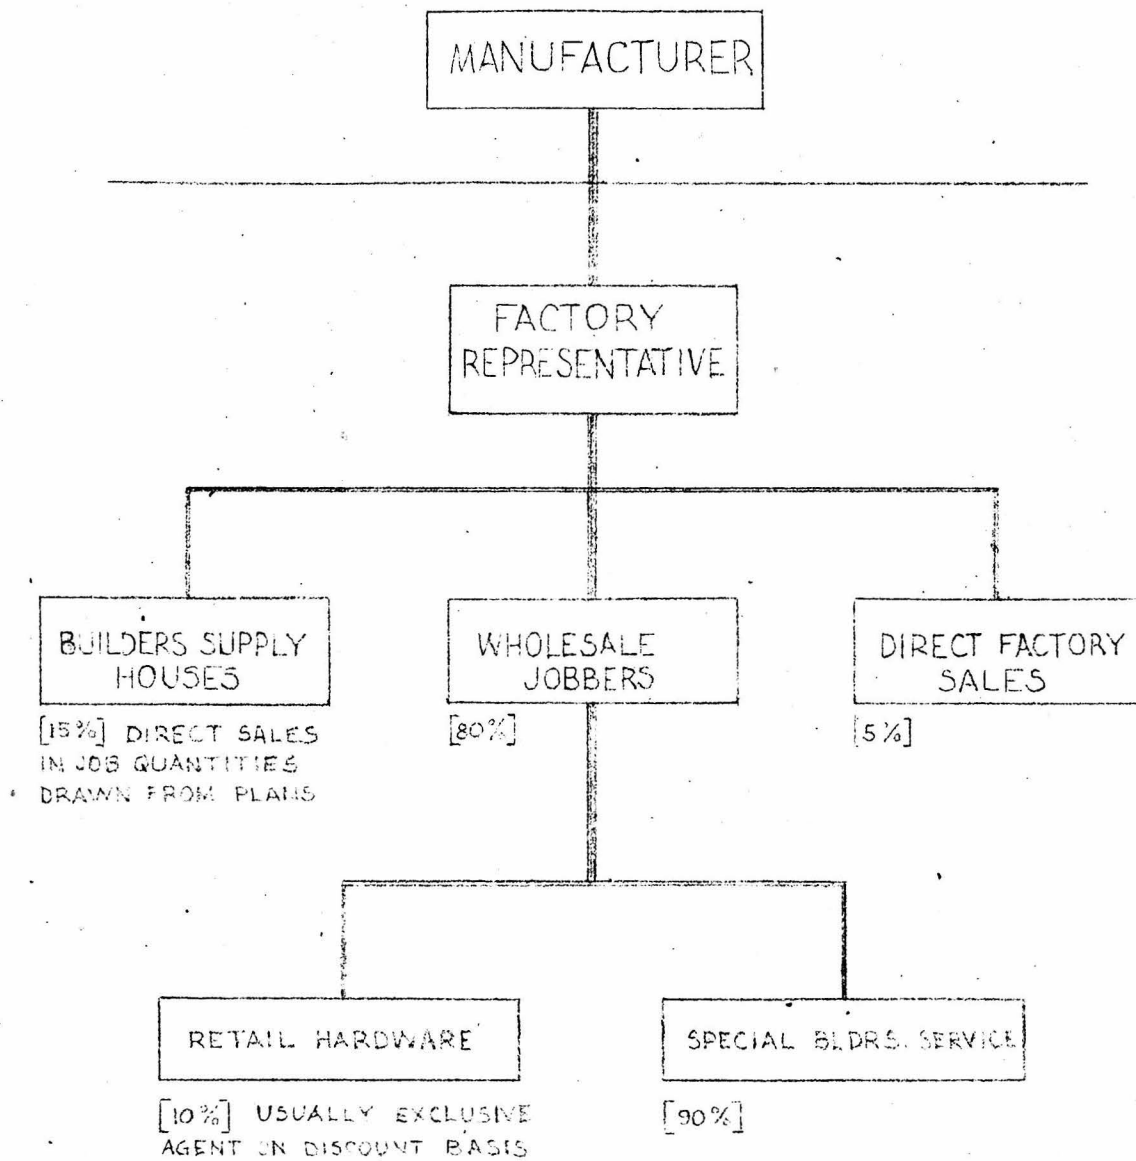 MANUFACTURER
FACTORY
REPRESENTATIVE
BUILDERS SUPPLY
HOUSES
[15%] DIRECT SALES
IN JOB QUANTITIES
DRAWN FROM PLANS
WHOLESALE
JOBBERS
[80%]
DIRECT FACTORY
SALES
[5%]
RETAIL HARDWARE
[10%] USUALLY EXCLUSIVE
AGENT ON DISCOUNT BASIS
SPECIAL BLDRS. SERVICE
[90%]